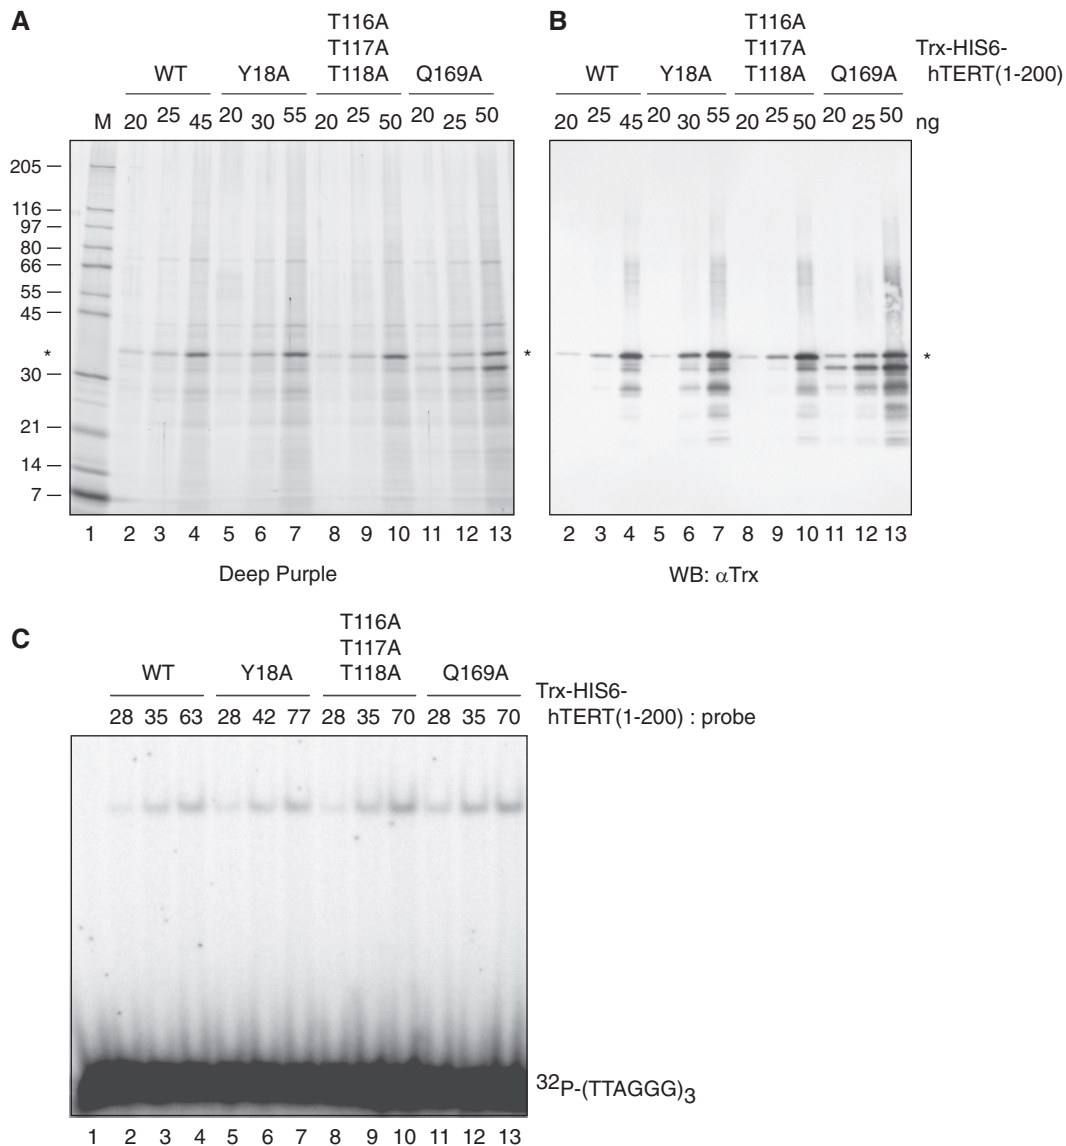 A
T116A
T117A
WT Y18A T118A Q169A
M 20 25 45 20 30 55 20 25 50 20 25 50
205
116
97
80
66
55
45
*
*
30
21
14
7
1 2 3 4 5 6 7 8 9 10 11 12 13
Deep Purple
B
T116A
T117A
WT Y18A T118A Q169A
Trx-HIS6-
hTERT(1-200)
20 25 45 20 30 55 20 25 50 20 25 50 ng
*
2 3 4 5 6 7 8 9 10 11 12 13
WB: αTrx
C
T116A
T117A
WT Y18A T118A Q169A
Trx-HIS6-
28 35 63 28 42 77 28 35 70 28 35 70 hTERT(1-200) : probe
32P-(TTAGGG)3
1 2 3 4 5 6 7 8 9 10 11 12 13